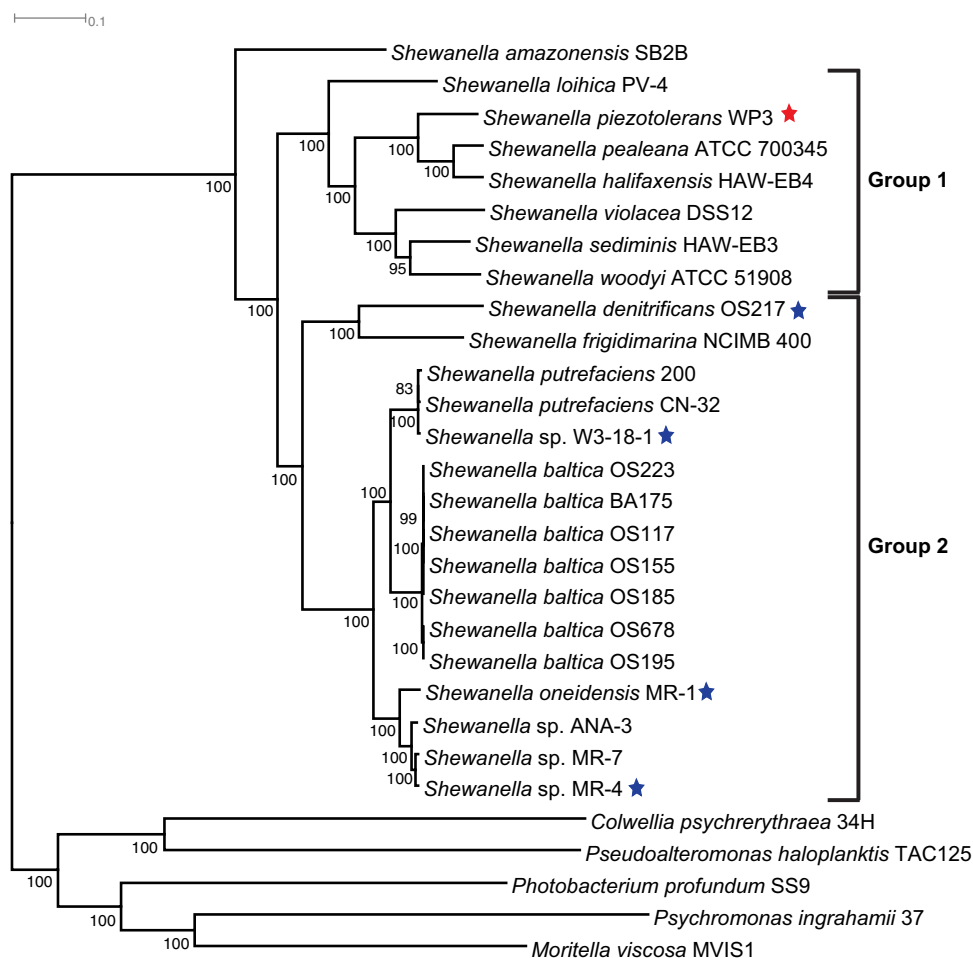 0.1
Shewanella amazonensis SB2B
Shewanella loihica PV-4
100
Shewanella piezotolerans WP3
100
Shewanella pealeana ATCC 700345
100
Shewanella halifaxensis HAW-EB4
Group 1
100
100
Shewanella violacea DSS12
100
Shewanella sediminis HAW-EB3
95
Shewanella woodyi ATCC 51908
100
Shewanella denitrificans OS217
100
Shewanella frigidimarina NCIMB 400
Shewanella putrefaciens 200
83
Shewanella putrefaciens CN-32
100
Shewanella sp. W3-18-1
Shewanella baltica OS223
100
100
Shewanella baltica BA175
99
Shewanella baltica OS117
100
Group 2
Shewanella baltica OS155
Shewanella baltica OS185
100
100
Shewanella baltica OS678
100
Shewanella baltica OS195
Shewanella oneidensis MR-1
Shewanella sp. ANA-3
100
Shewanella sp. MR-7
100
100
Shewanella sp. MR-4
Colwellia psychrerythraea 34H
100
Pseudoalteromonas haloplanktis TAC125
100
Photobacterium profundum SS9
100
Psychromonas ingrahamii 37
100
Moritella viscosa MVIS1